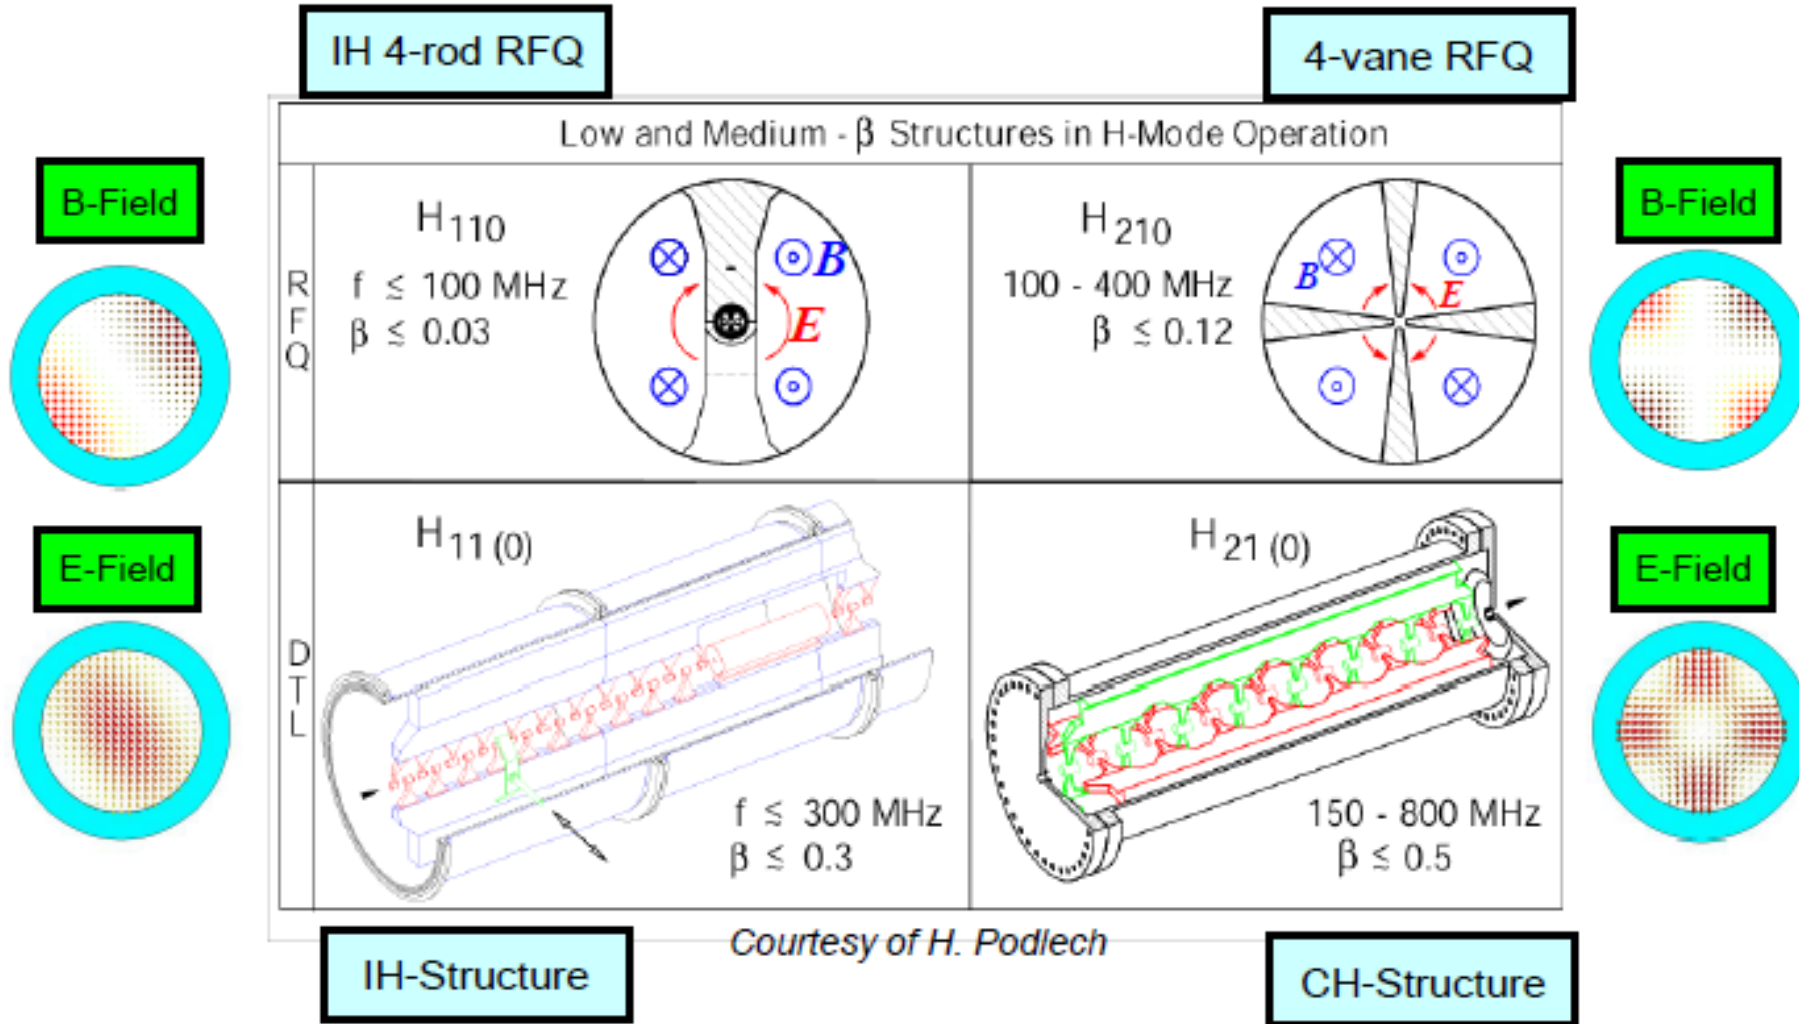 IH 4-rod RFQ
4-vane RFQ
Low and Medium - β Structures in H-Mode Operation
B-Field
B-Field
RFQ
H110
f ≲ 100 MHz
β ≲ 0.03
-
B
E
H210
100 - 400 MHz
β ≲ 0.12
B
E
E-Field
E-Field
DTL
H11(0)
f ≲ 300 MHz
β ≲ 0.3
H21(0)
150 - 800 MHz
β ≲ 0.5
Courtesy of H. Podlech
IH-Structure
CH-Structure